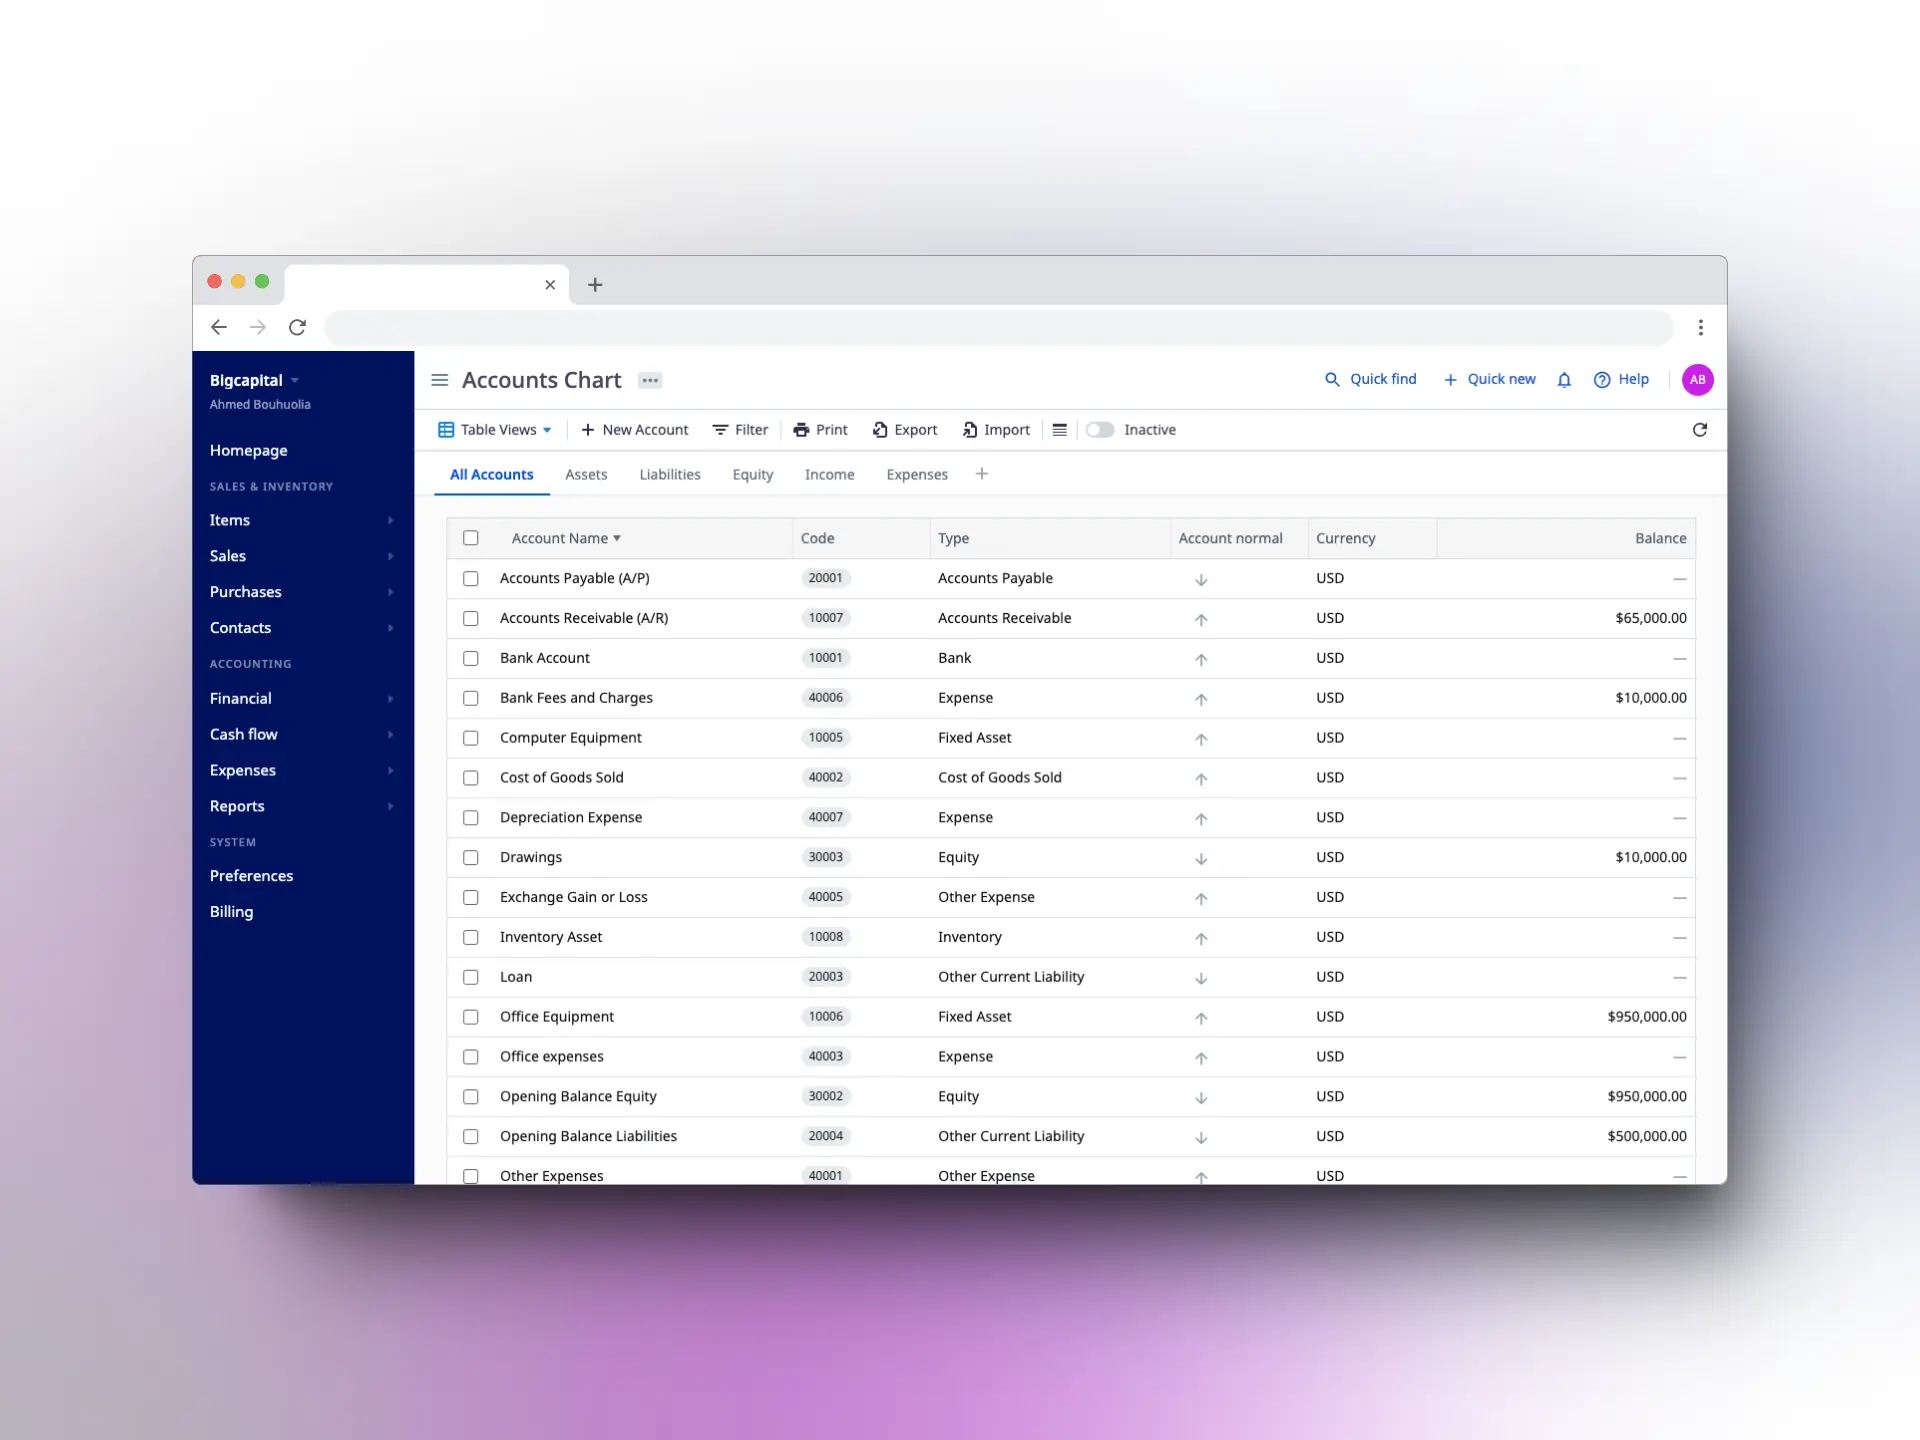 Bigcapital
Ahmed Bouhuolia
Homepage
SALES & INVENTORY
Items
Sales
Purchases
Contacts
ACCOUNTING
Financial
Cash flow
Expenses
Reports
SYSTEM
Preferences
Billing
Accounts Chart
Quick find Quick new Help AB
Table Views New Account Filter Print Export Import Inactive
All Accounts Assets Liabilities Equity Income Expenses
Account Name Code Type Account normal Currency Balance
Accounts Payable (A/P) 20001 Accounts Payable USD —
Accounts Receivable (A/R) 10007 Accounts Receivable USD $65,000.00
Bank Account 10001 Bank USD —
Bank Fees and Charges 40006 Expense USD $10,000.00
Computer Equipment 10005 Fixed Asset USD —
Cost of Goods Sold 40002 Cost of Goods Sold USD —
Depreciation Expense 40007 Expense USD —
Drawings 30003 Equity USD $10,000.00
Exchange Gain or Loss 40005 Other Expense USD —
Inventory Asset 10008 Inventory USD —
Loan 20003 Other Current Liability USD —
Office Equipment 10006 Fixed Asset USD $950,000.00
Office expenses 40003 Expense USD —
Opening Balance Equity 30002 Equity USD $950,000.00
Opening Balance Liabilities 20004 Other Current Liability USD $500,000.00
Other Expenses 40001 Other Expense USD —